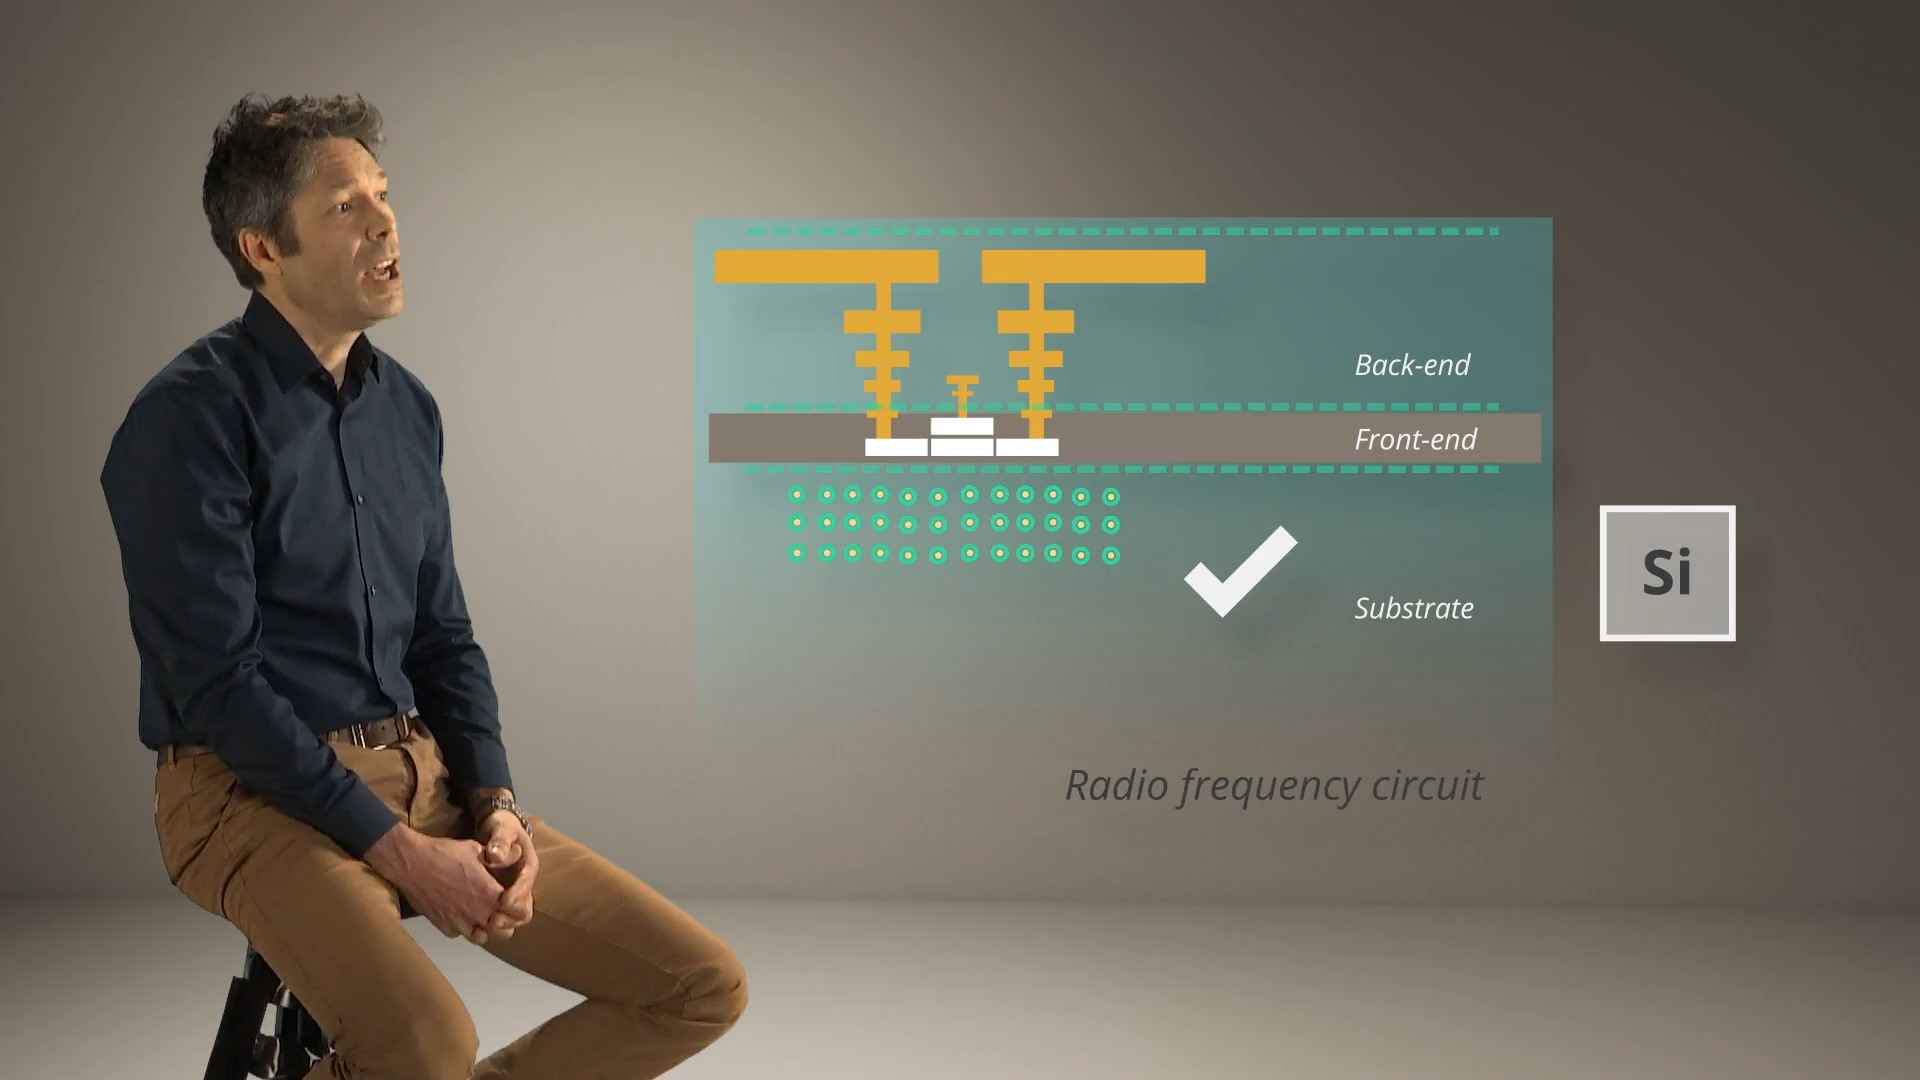 Back-end
Front-end
Si
Substrate
Radio frequency circuit